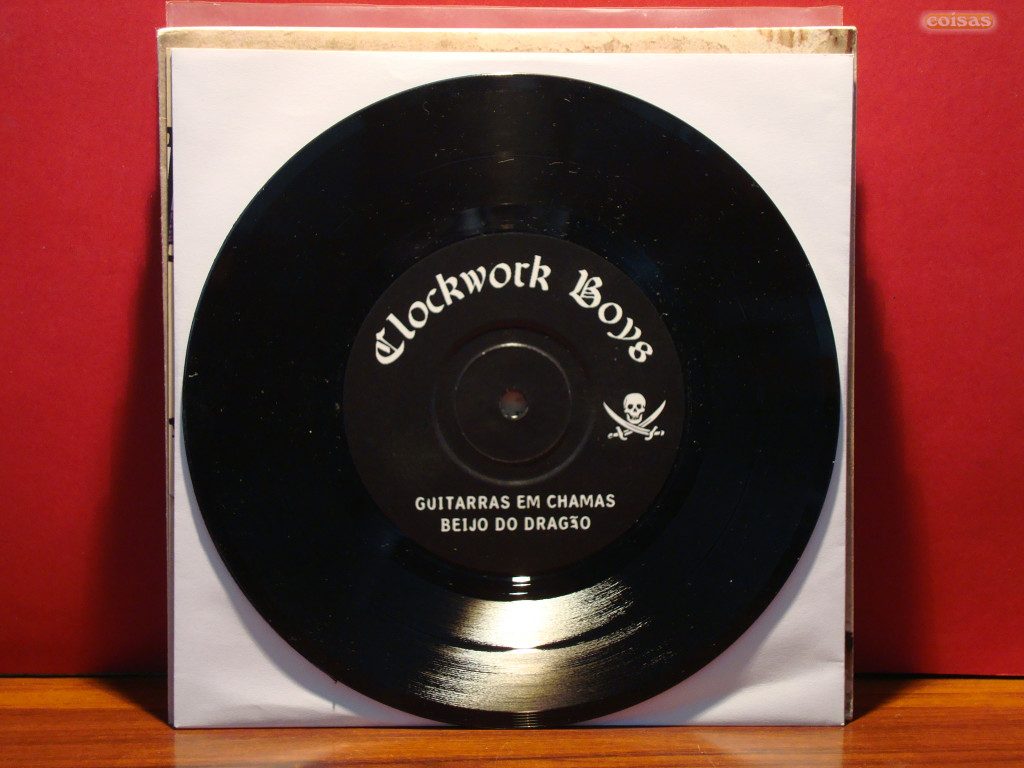 coisas
Clockwork Boys
GUITARRAS EM CHAMAS
BEIJO DO DRAGÃO